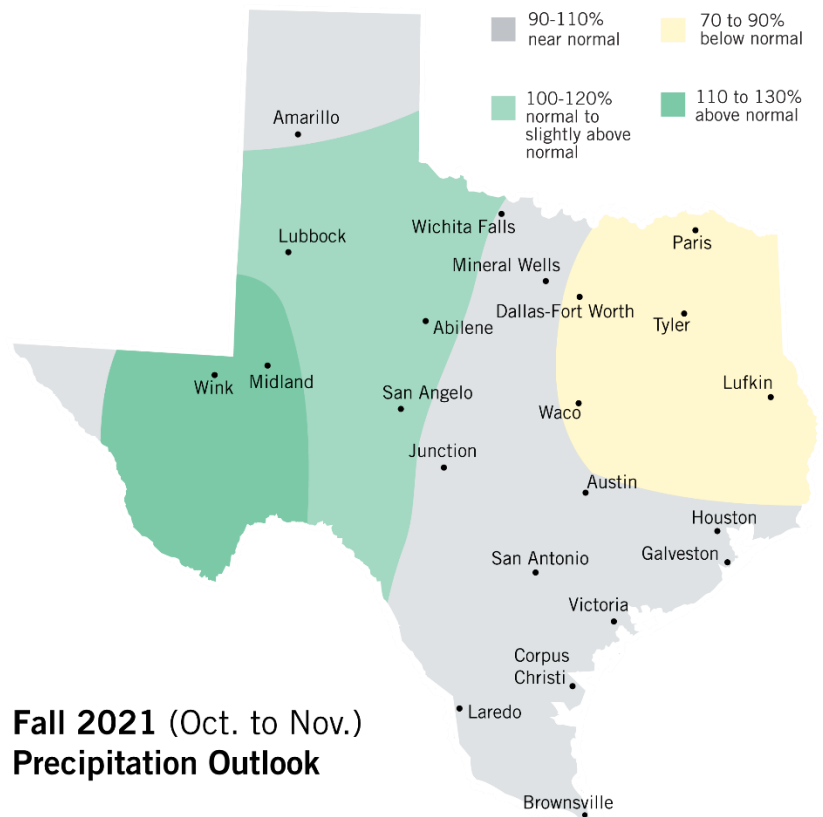 90-110%
near normal
70 to 90%
below normal
100-120%
normal to
slightly above
normal
110 to 130%
above normal
Amarillo
Lubbock
Wichita Falls
Paris
Mineral Wells
Dallas-Fort Worth
Tyler
Abilene
Wink
Midland
San Angelo
Lufkin
Waco
Junction
Austin
Houston
San Antonio
Galveston
Victoria
Corpus
Christi
Laredo
Brownsville
Fall 2021 (Oct. to Nov.)
Precipitation Outlook